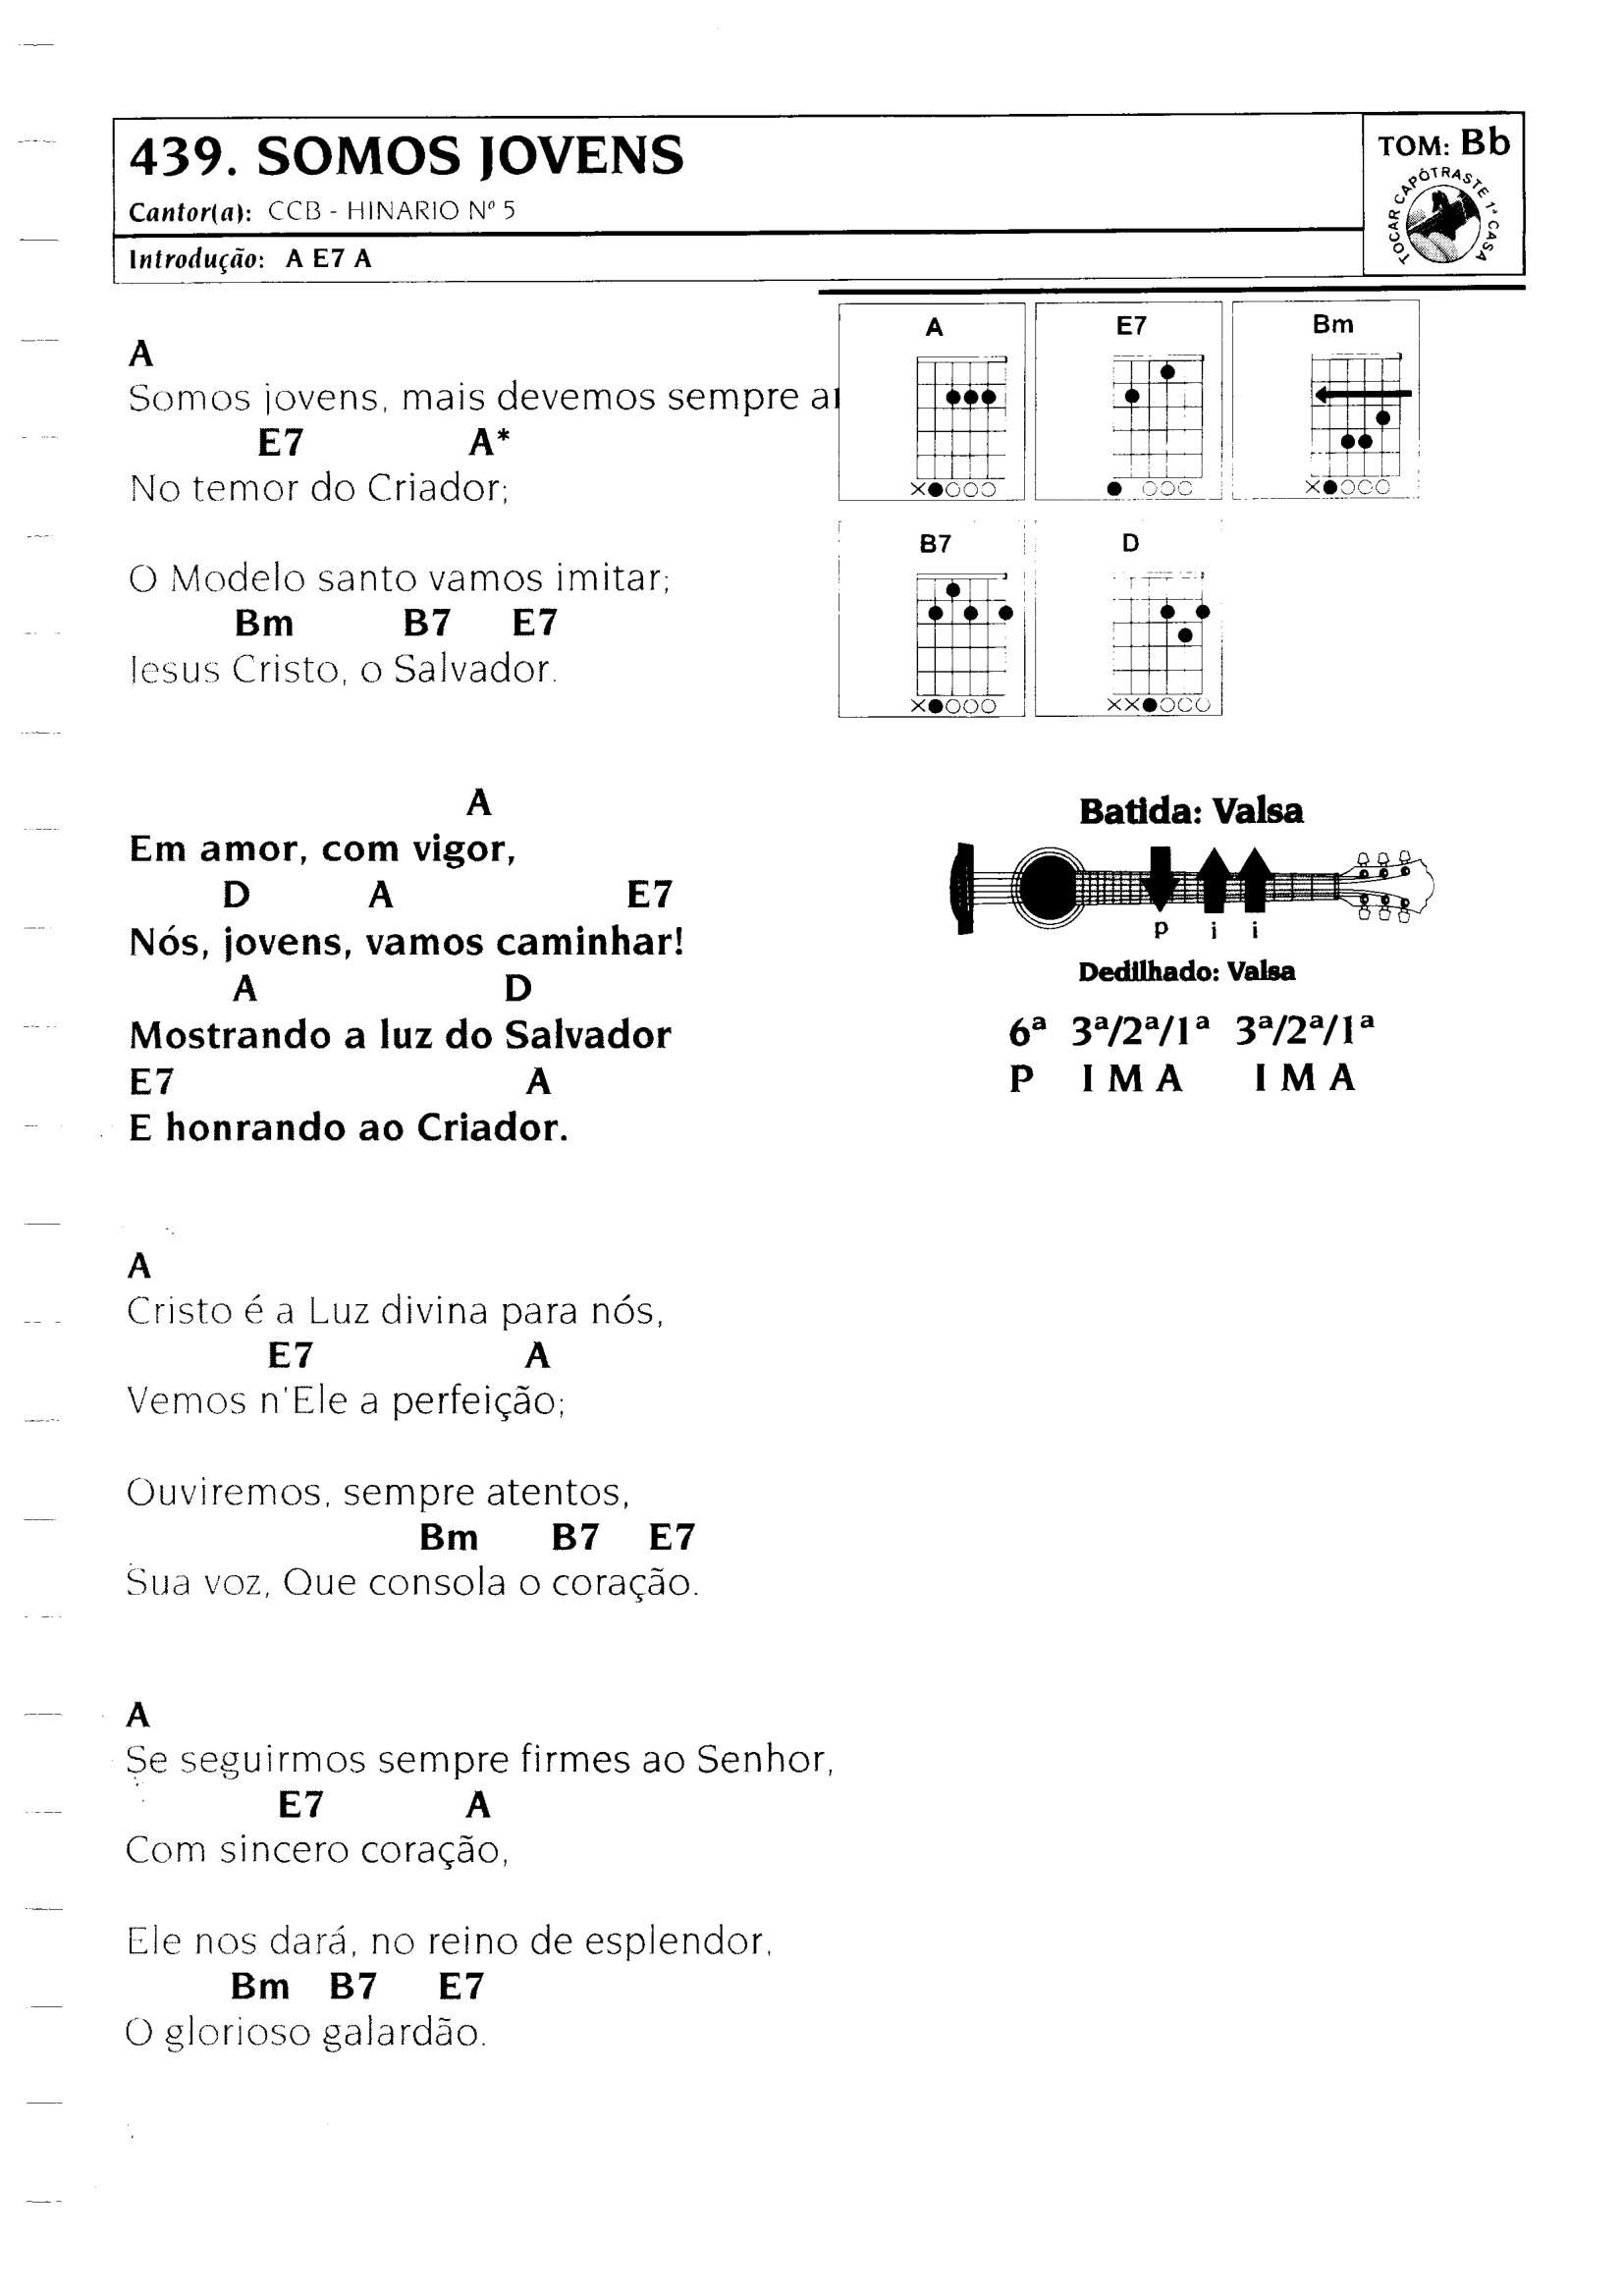 439. SOMOS JOVENS
TOM: Bb
Cantor(a): CCB - HINARIO Nº 5
TOCAR CAPÔTRASTE 1ª CASA
Introdução: A E7 A
A
Somos jovens, mais devemos sempre
E7 A*
No temor do Criador;
O Modelo santo vamos imitar;
Bm B7 E7
Jesus Cristo, o Salvador.
A E7 Bm
B7 D
A
Em amor, com vigor,
D A E7
Nós, jovens, vamos caminhar!
A D
Mostrando a luz do Salvador
E7 A
E honrando ao Criador.
Batida: Valsa
p i i
Dedilhado: Valsa
6ª 3ª/2ª/1ª 3ª/2ª/1ª
P I M A I M A
A
Cristo é a Luz divina para nós,
E7 A
Vemos n'Ele a perfeição;
Ouviremos, sempre atentos,
Bm B7 E7
Sua voz, Que consola o coração.
A
Se seguirmos sempre firmes ao Senhor,
E7 A
Com sincero coração,
Ele nos dará, no reino de esplendor,
Bm B7 E7
O glorioso galardão.